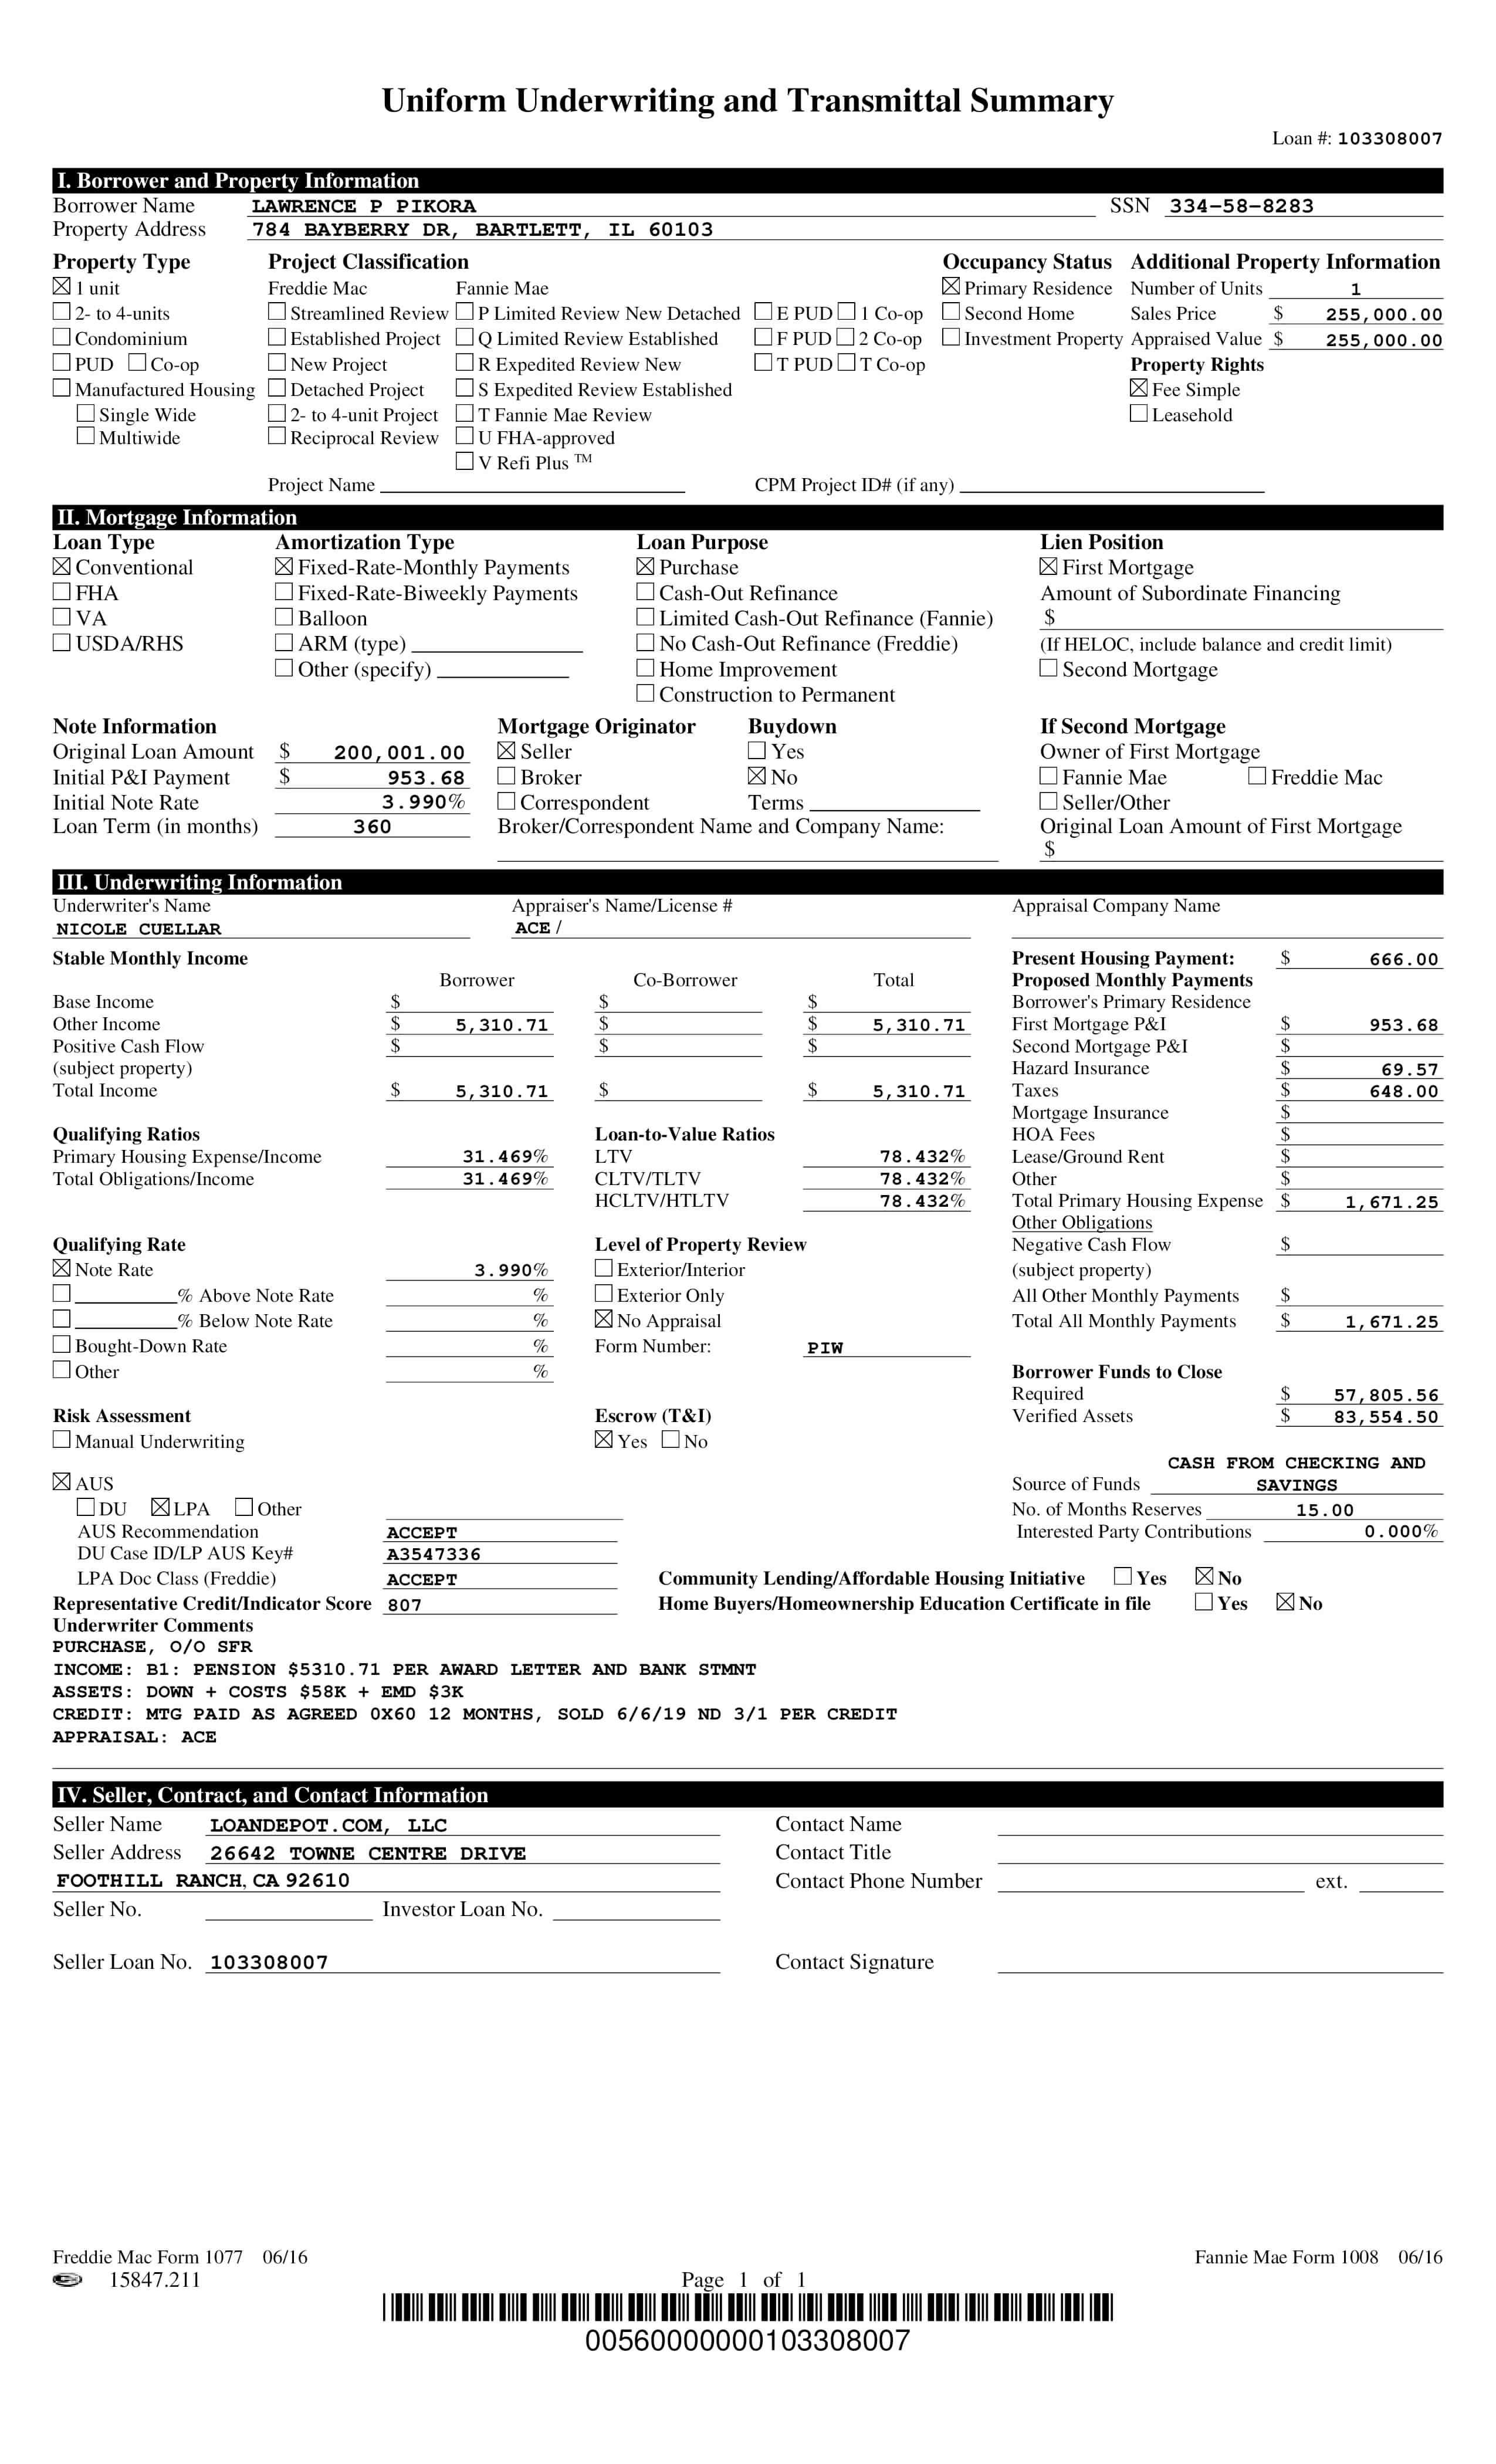 Uniform Underwriting and Transmittal Summary
Loan #: 103308007
I. Borrower and Property Information
Borrower Name LAWRENCE P PIKORA SSN 334-58-8283
Property Address 784 BAYBERRY DR, BARTLETT, IL 60103
Property Type Project Classification Occupancy Status Additional Property Information
☒ 1 unit Freddie Mac Fannie Mae ☒ Primary Residence Number of Units 1
☐ 2- to 4-units ☐ Streamlined Review ☐ P Limited Review New Detached ☐ E PUD ☐ 1 Co-op ☐ Second Home Sales Price $ 255,000.00
☐ Condominium ☐ Established Project ☐ Q Limited Review Established ☐ F PUD ☐ 2 Co-op ☐ Investment Property Appraised Value $ 255,000.00
☐ PUD ☐ Co-op ☐ New Project ☐ R Expedited Review New ☐ T PUD ☐ T Co-op Property Rights
☐ Manufactured Housing ☐ Detached Project ☐ S Expedited Review Established ☒ Fee Simple
☐ Single Wide ☐ 2- to 4-unit Project ☐ T Fannie Mae Review ☐ Leasehold
☐ Multiwide ☐ Reciprocal Review ☐ U FHA-approved
☐ V Refi Plus TM
Project Name CPM Project ID# (if any)
II. Mortgage Information
Loan Type Amortization Type Loan Purpose Lien Position
☒ Conventional ☒ Fixed-Rate-Monthly Payments ☒ Purchase ☒ First Mortgage
☐ FHA ☐ Fixed-Rate-Biweekly Payments ☐ Cash-Out Refinance Amount of Subordinate Financing
☐ VA ☐ Balloon ☐ Limited Cash-Out Refinance (Fannie) $
☐ USDA/RHS ☐ ARM (type) ☐ No Cash-Out Refinance (Freddie) (If HELOC, include balance and credit limit)
☐ Other (specify) ☐ Home Improvement ☐ Second Mortgage
☐ Construction to Permanent
Note Information Mortgage Originator Buydown If Second Mortgage
Original Loan Amount $ 200,001.00 ☒ Seller ☐ Yes Owner of First Mortgage
Initial P&I Payment $ 953.68 ☐ Broker ☒ No ☐ Fannie Mae ☐ Freddie Mac
Initial Note Rate 3.990% ☐ Correspondent Terms ☐ Seller/Other
Loan Term (in months) 360 Broker/Correspondent Name and Company Name: Original Loan Amount of First Mortgage
$
III. Underwriting Information
Underwriter's Name Appraiser's Name/License # Appraisal Company Name
NICOLE CUELLAR ACE /
Stable Monthly Income Present Housing Payment: $ 666.00
Borrower Co-Borrower Total Proposed Monthly Payments
Base Income $ $ $ Borrower's Primary Residence
Other Income $ 5,310.71 $ $ 5,310.71 First Mortgage P&I $ 953.68
Positive Cash Flow $ $ $ Second Mortgage P&I $
(subject property) Hazard Insurance $ 69.57
Total Income $ 5,310.71 $ $ 5,310.71 Taxes $ 648.00
Mortgage Insurance $
Qualifying Ratios Loan-to-Value Ratios HOA Fees $
Primary Housing Expense/Income 31.469% LTV 78.432% Lease/Ground Rent $
Total Obligations/Income 31.469% CLTV/TLTV 78.432% Other $
HCLTV/HTLTV 78.432% Total Primary Housing Expense $ 1,671.25
Other Obligations
Qualifying Rate Level of Property Review Negative Cash Flow $
☒ Note Rate 3.990% ☐ Exterior/Interior (subject property)
☐ % Above Note Rate % ☐ Exterior Only All Other Monthly Payments $
☐ % Below Note Rate % ☒ No Appraisal Total All Monthly Payments $ 1,671.25
☐ Bought-Down Rate % Form Number: PIW
☐ Other % Borrower Funds to Close
Required $ 57,805.56
Risk Assessment Escrow (T&I) Verified Assets $ 83,554.50
☐ Manual Underwriting ☒ Yes ☐ No
CASH FROM CHECKING AND
☒ AUS Source of Funds SAVINGS
☐ DU ☒ LPA ☐ Other No. of Months Reserves 15.00
AUS Recommendation ACCEPT Interested Party Contributions 0.000%
DU Case ID/LP AUS Key# A3547336
LPA Doc Class (Freddie) ACCEPT Community Lending/Affordable Housing Initiative ☐ Yes ☒ No
Representative Credit/Indicator Score 807 Home Buyers/Homeownership Education Certificate in file ☐ Yes ☒ No
Underwriter Comments
PURCHASE, O/O SFR
INCOME: B1: PENSION $5310.71 PER AWARD LETTER AND BANK STMNT
ASSETS: DOWN + COSTS $58K + EMD $3K
CREDIT: MTG PAID AS AGREED 0X60 12 MONTHS, SOLD 6/6/19 ND 3/1 PER CREDIT
APPRAISAL: ACE
IV. Seller, Contract, and Contact Information
Seller Name LOANDEPOT.COM, LLC Contact Name
Seller Address 26642 TOWNE CENTRE DRIVE Contact Title
FOOTHILL RANCH, CA 92610 Contact Phone Number ext.
Seller No. Investor Loan No.
Seller Loan No. 103308007 Contact Signature
Freddie Mac Form 1077 06/16 Fannie Mae Form 1008 06/16
15847.211 Page 1 of 1
00560000000103308007